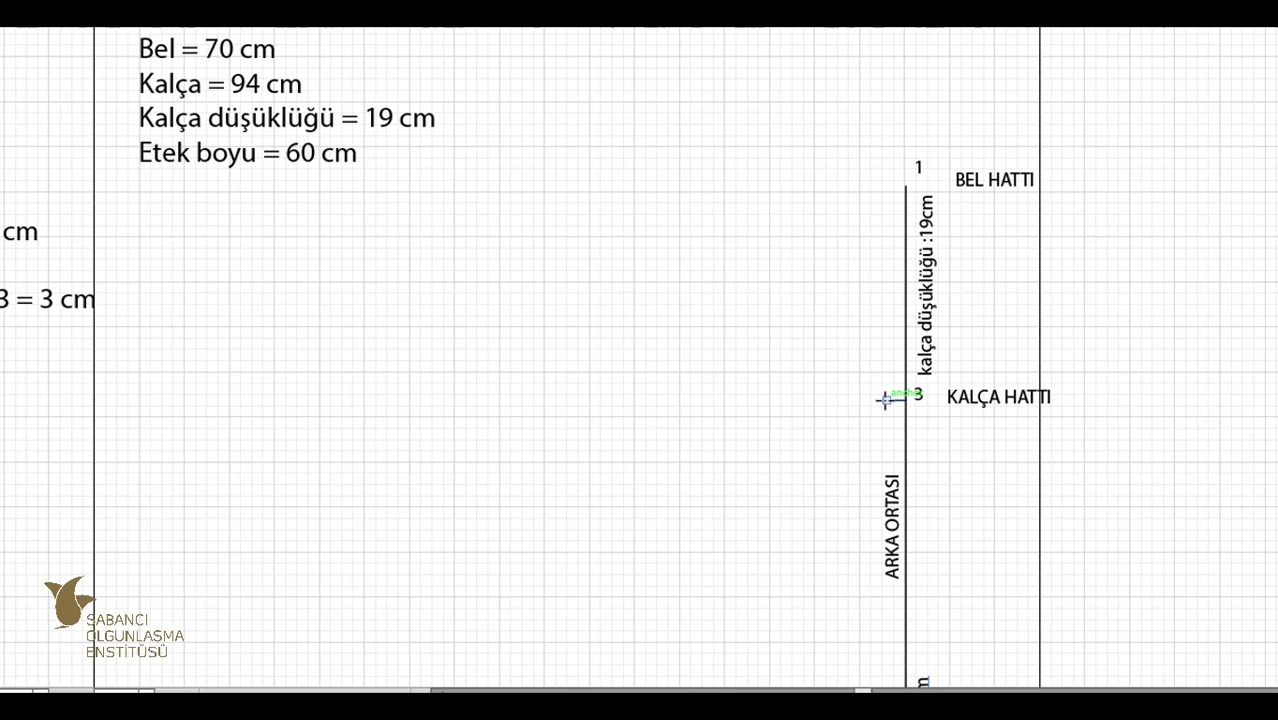 Bel = 70 cm
Kalça = 94 cm
Kalça düşüklüğü = 19 cm
Etek boyu = 60 cm
cm
3 = 3 cm
1
BEL HATTI
kalça düşüklüğü :19cm
3
KALÇA HATTI
ARKA ORTASI
SABANCI
OLGUNLAŞMA
ENSTİTÜSÜ